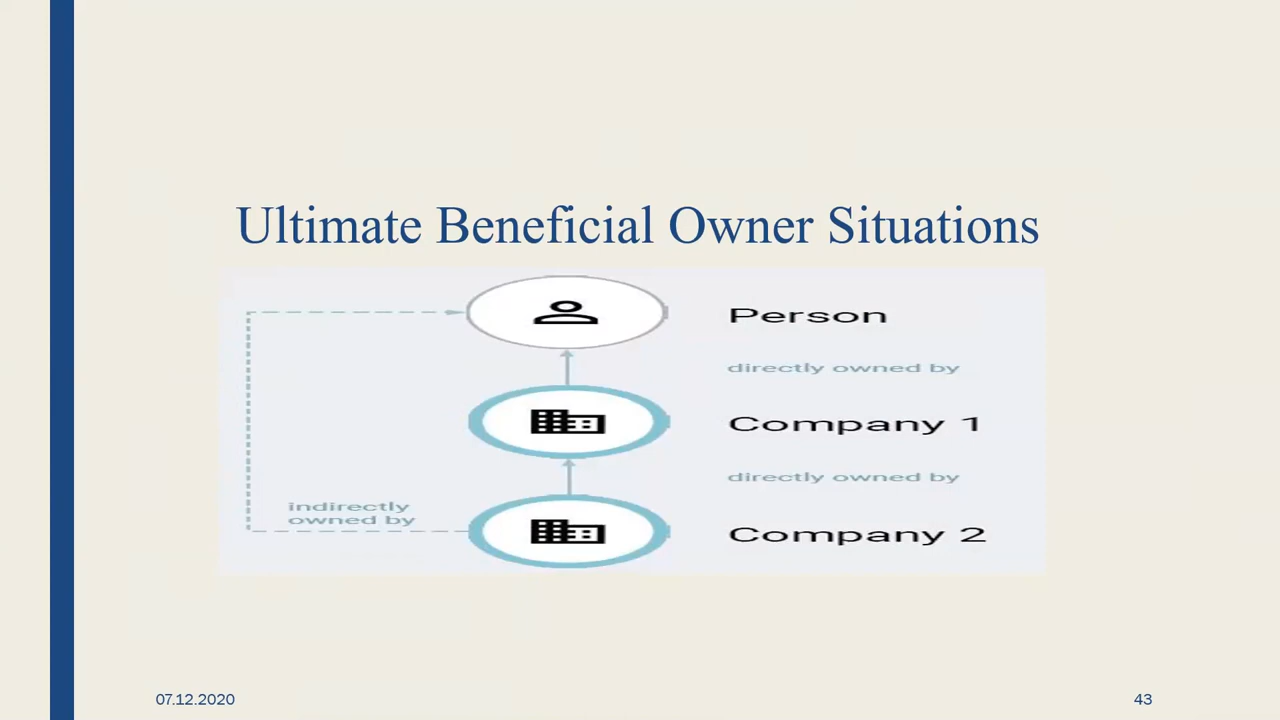 Ultimate Beneficial Owner Situations
Person
directly owned by
Company 1
directly owned by
indirectly
owned by
Company 2
07.12.2020
43